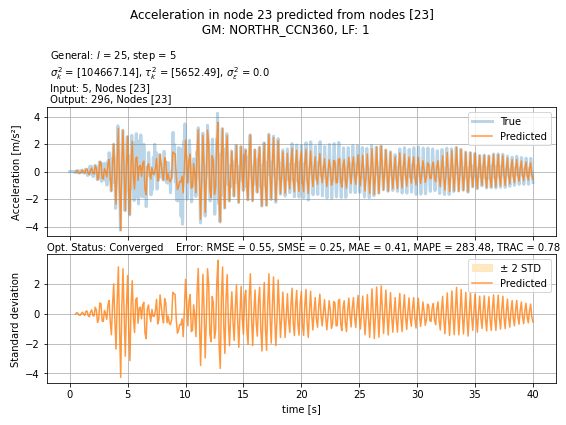 Acceleration in node 23 predicted from nodes [23]
GM: NORTHR_CCN360, LF: 1
General: l = 25, step = 5
σ²ₖ = [104667.14], τ²ₖ = [5652.49], σ²ε = 0.0
Input: 5, Nodes [23]
Output: 296, Nodes [23]
Acceleration [m/s²]
4
2
0
−2
−4
True
Predicted
Opt. Status: Converged Error: RMSE = 0.55, SMSE = 0.25, MAE = 0.41, MAPE = 283.48, TRAC = 0.78
Standard deviation
4
2
0
−2
−4
± 2 STD
Predicted
0 5 10 15 20 25 30 35 40
time [s]